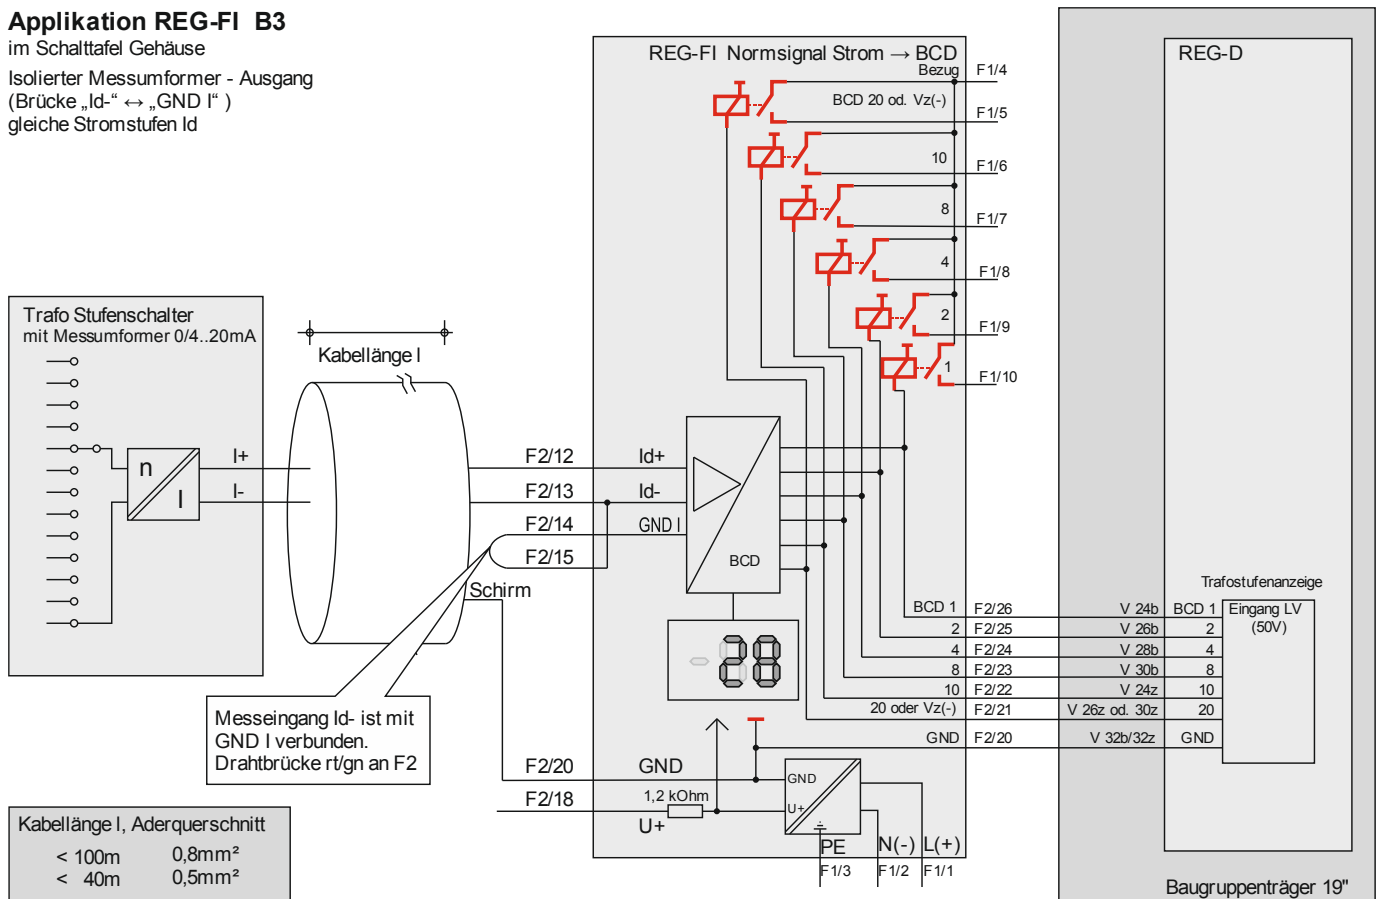 Applikation REG-FI B3
im Schalttafel Gehäuse
Isolierter Messumformer - Ausgang
(Brücke „Id-“ ↔ „GND I“ )
gleiche Stromstufen Id
REG-FI Normsignal Strom → BCD
Bezug
F1/4
BCD 20 od. Vz(-)
F1/5
10
F1/6
8
F1/7
4
F1/8
2
F1/9
1
F1/10
REG-D
Trafo Stufenschalter
mit Messumformer 0/4..20mA
n
I
I+
I-
Kabellänge l
F2/12
Id+
F2/13
Id-
F2/14
GND I
F2/15
BCD
Schirm
-28
Messeingang Id- ist mit
GND I verbunden.
Drahtbrücke rt/gn an F2
Trafostufenanzeige
BCD 1 F2/26 V 24b BCD 1
2 F2/25 V 26b 2
4 F2/24 V 28b 4
8 F2/23 V 30b 8
10 F2/22 V 24z 10
20 oder Vz(-) F2/21 V 26z od. 30z 20
GND F2/20 V 32b/32z GND
Eingang LV
(50V)
F2/20
GND
F2/18
1,2 kOhm
U+
GND
U+
PE
N(-)
L(+)
F1/3
F1/2
F1/1
Kabellänge l, Aderquerschnitt
< 100m 0,8mm²
< 40m 0,5mm²
Baugruppenträger 19"